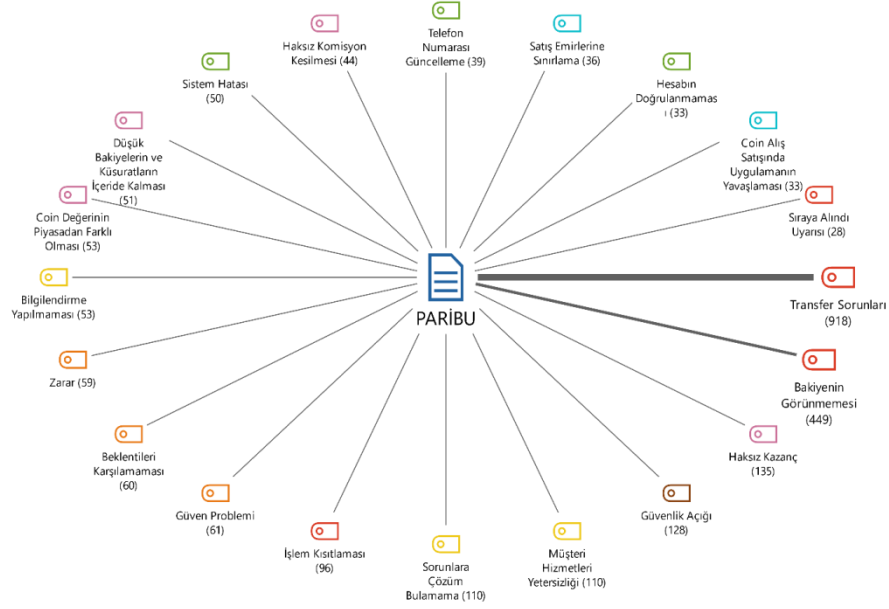 Telefon
Numarası
Güncelleme (39)
Haksız Komisyon
Kesilmesi (44)
Satış Emirlerine
Sınırlama (36)
Sistem Hatası
(50)
Hesabın
Doğrulanmamas
ı (33)
Düşük
Bakiyelerin ve
Küsuratların
İçeride Kalması
(51)
Coin Alış
Satışında
Uygulamanın
Yavaşlaması (33)
Coin Değerinin
Piyasadan Farklı
Olması (53)
Sıraya Alındı
Uyarısı (28)
Bilgilendirme
Yapılmaması (53)
PARİBU
Transfer Sorunları
(918)
Zarar (59)
Bakiyenin
Görünmemesi
(449)
Beklentileri
Karşılamaması
(60)
Haksız Kazanç
(135)
Güven Problemi
(61)
Güvenlik Açığı
(128)
İşlem Kısıtlaması
(96)
Sorunlara
Çözüm
Bulamama (110)
Müşteri
Hizmetleri
Yetersizliği (110)